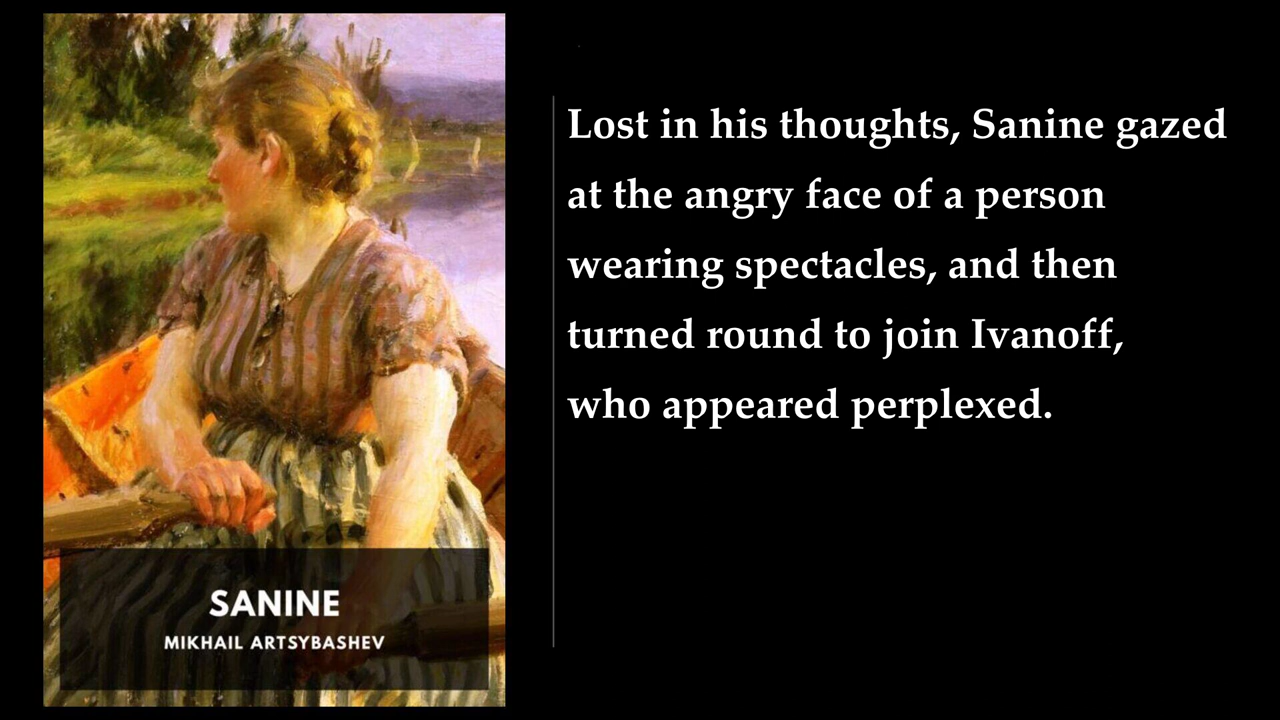 SANINE
MIKHAIL ARTSYBASHEV
Lost in his thoughts, Sanine gazed
at the angry face of a person
wearing spectacles, and then
turned round to join Ivanoff,
who appeared perplexed.